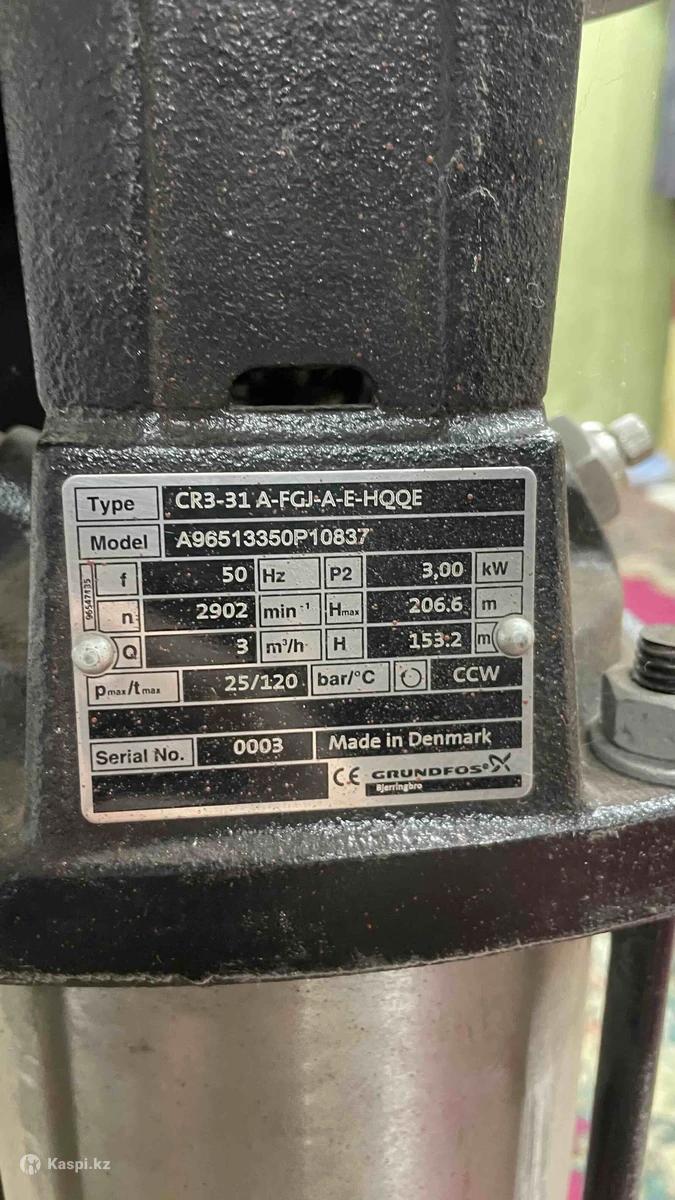 Type CR3-31 A-FGJ-A-E-HQQE
Model A96513350P10837
f 50 Hz P2 3,00 kW
n 2902 min⁻¹ Hmax 206.6 m
Q 3 m³/h H 153.2 m
pmax/tmax 25/120 bar/°C CCW
Serial No. 0003 Made in Denmark
CE GRUNDFOS
Bjerringbro
96547135
Kaspi.kz